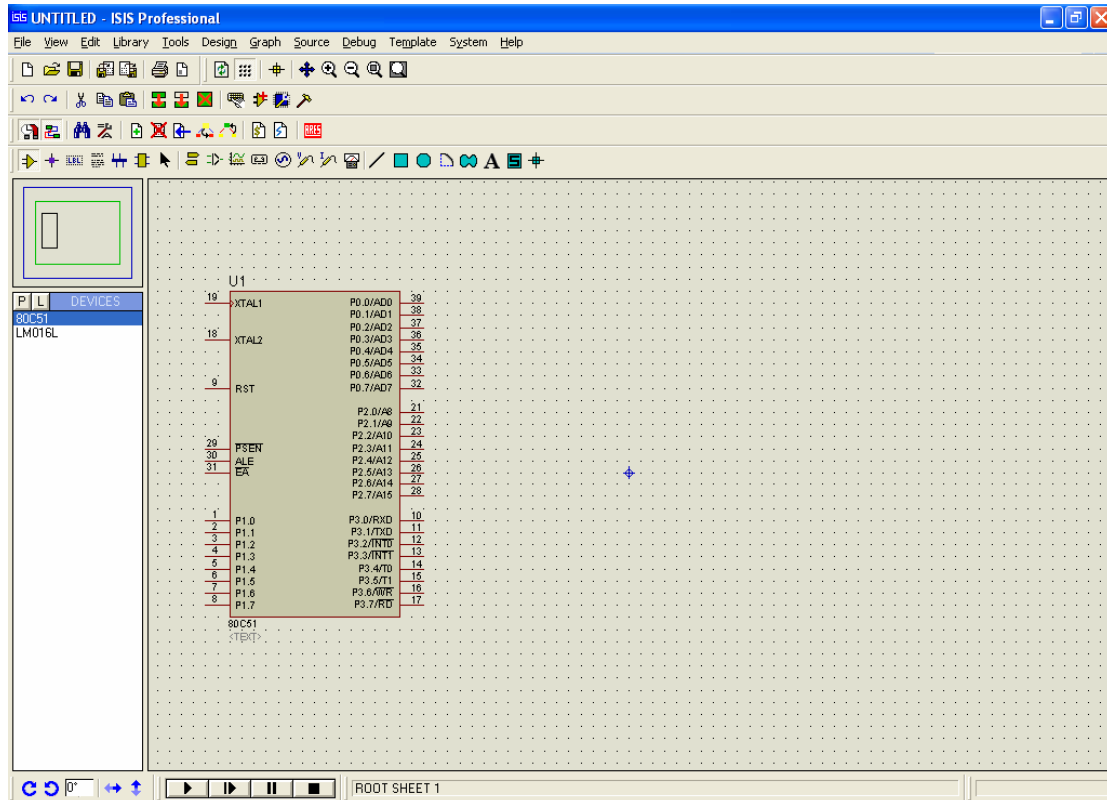 ISIS UNTITLED - ISIS Professional
File View Edit Library Tools Design Graph Source Debug Template System Help
LBL
ARES
A
S
P L DEVICES
80C51
LM016L
U1
19 XTAL1
18 XTAL2
9 RST
29 PSEN
30 ALE
31 EA
1 P1.0
2 P1.1
3 P1.2
4 P1.3
5 P1.4
6 P1.5
7 P1.6
8 P1.7
P0.0/AD0 39
P0.1/AD1 38
P0.2/AD2 37
P0.3/AD3 36
P0.4/AD4 35
P0.5/AD5 34
P0.6/AD6 33
P0.7/AD7 32
P2.0/A8 21
P2.1/A9 22
P2.2/A10 23
P2.3/A11 24
P2.4/A12 25
P2.5/A13 26
P2.6/A14 27
P2.7/A15 28
P3.0/RXD 10
P3.1/TXD 11
P3.2/INT0 12
P3.3/INT1 13
P3.4/T0 14
P3.5/T1 15
P3.6/WR 16
P3.7/RD 17
80C51
<TEXT>
0°
ROOT SHEET 1